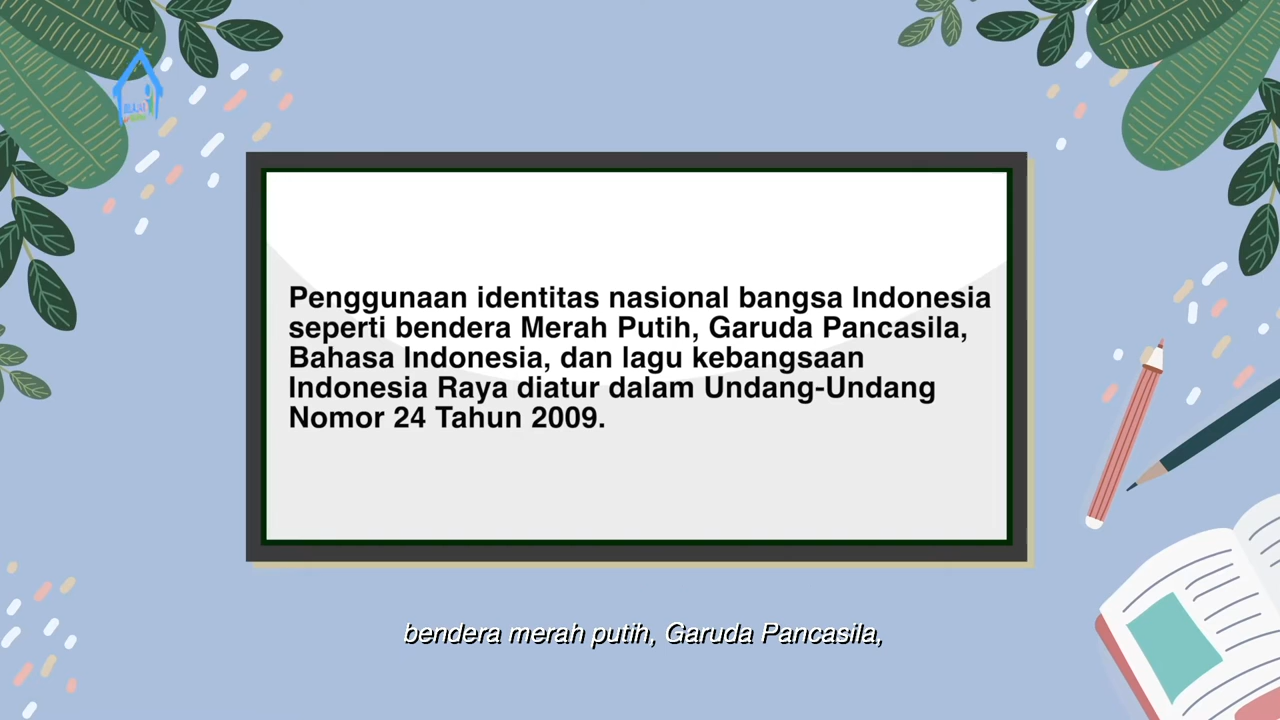 Penggunaan identitas nasional bangsa Indonesia
seperti bendera Merah Putih, Garuda Pancasila,
Bahasa Indonesia, dan lagu kebangsaan
Indonesia Raya diatur dalam Undang-Undang
Nomor 24 Tahun 2009.
bendera merah putih, Garuda Pancasila,